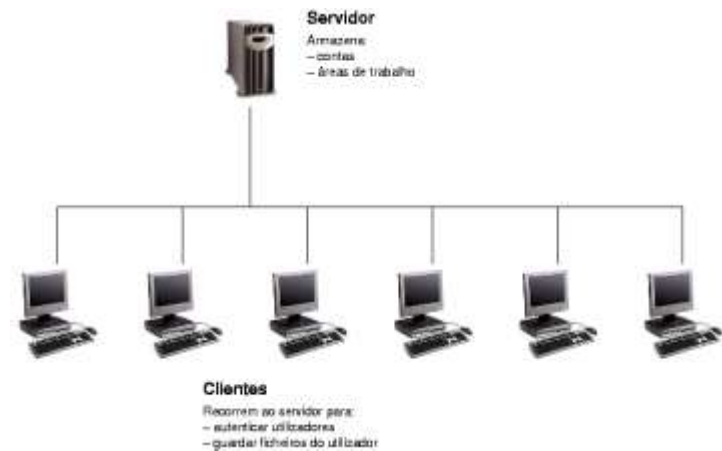 Servidor
Armazena:
– contas
– áreas de trabalho
Clientes
Recorrem ao servidor para:
– autenticar utilizadores
– guardar ficheiros do utilizador